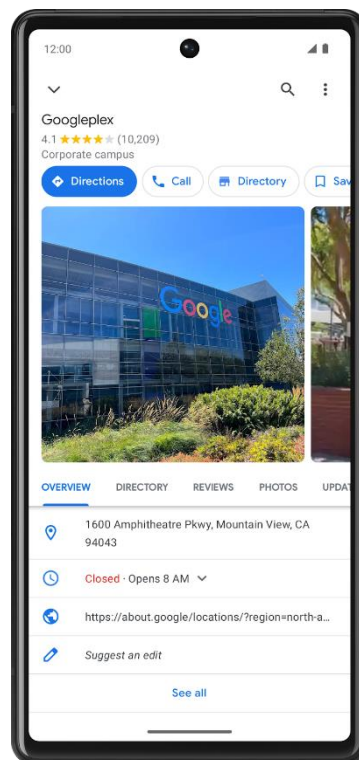 12:00
Googleplex
4.1 ★★★★★ (10,209)
Corporate campus
Directions
Call
Directory
Sav
Google
OVERVIEW
DIRECTORY
REVIEWS
PHOTOS
UPDAT
1600 Amphitheatre Pkwy, Mountain View, CA
94043
Closed · Opens 8 AM
https://about.google/locations/?region=north-a...
Suggest an edit
See all